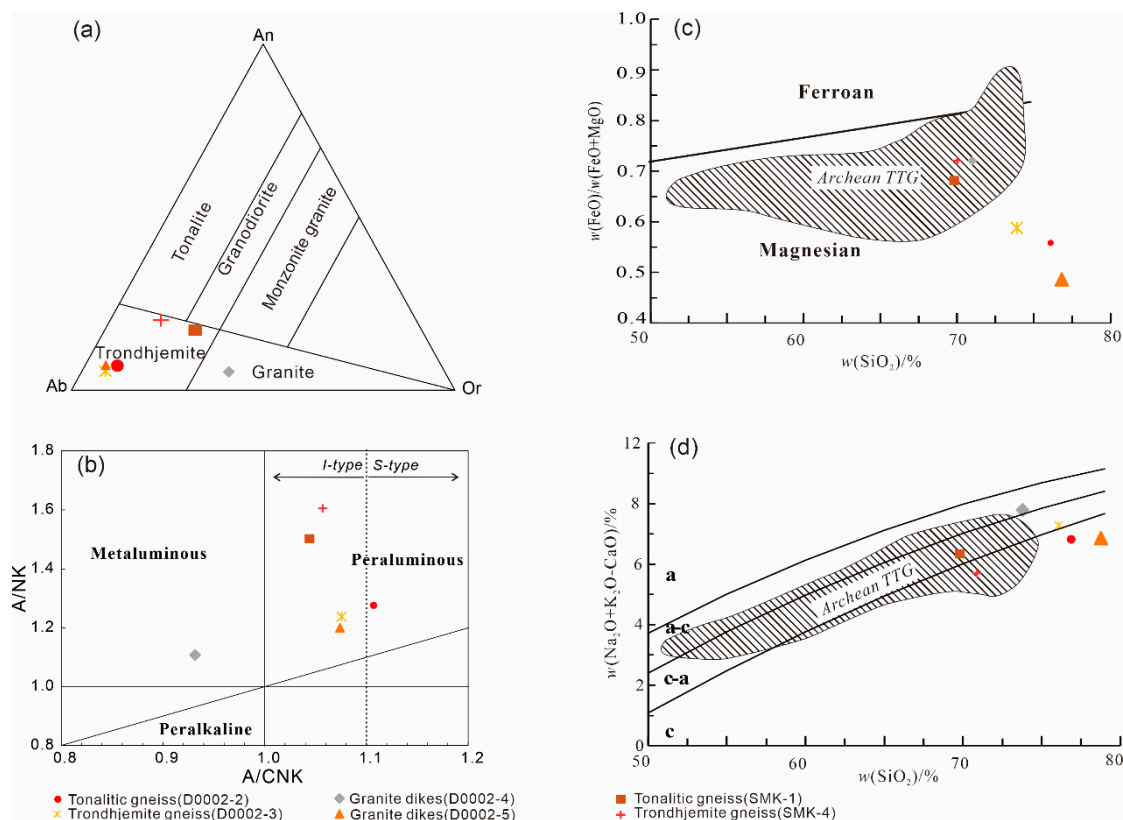 (a)
An
Tonalite
Granodiorite
Monzonite granite
Trondhjemite
Granite
Ab
Or
(c)
1.0
0.9
0.8
0.7
0.6
0.5
0.4
w(FeO)/w(FeO+MgO)
Ferroan
Archean TTG
Magnesian
50
60
70
80
w(SiO₂)/%
(b)
1.8
1.6
1.4
1.2
1.0
0.8
A/NK
I-type
S-type
Metaluminous
Peraluminous
Peralkaline
0.8
0.9
1.0
1.1
1.2
A/CNK
(d)
12
10
8
6
4
2
0
w(Na₂O+K₂O-CaO)/%
a
a-c
c-a
c
Archean TTG
50
60
70
80
w(SiO₂)/%
Tonalitic gneiss(D0002-2)
Trondhjemite gneiss(D0002-3)
Granite dikes(D0002-4)
Granite dikes(D0002-5)
Tonalitic gneiss(SMK-1)
Trondhjemite gneiss(SMK-4)